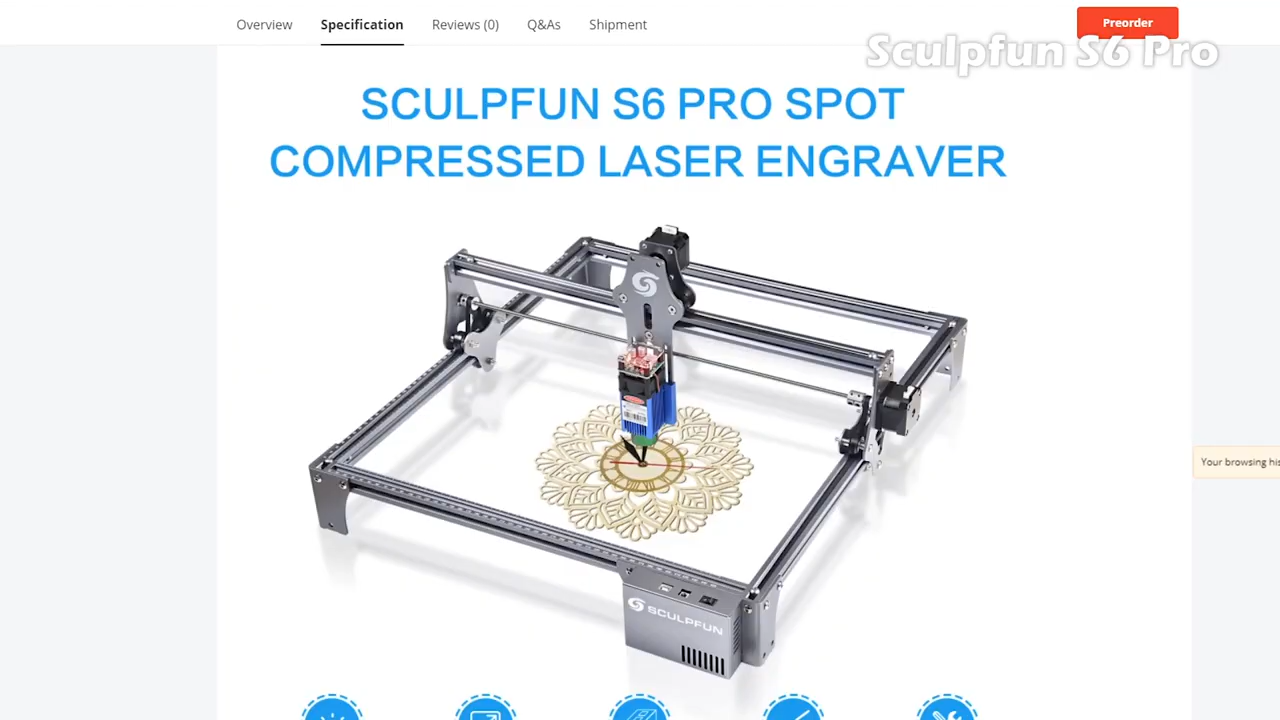 Overview
Specification
Reviews (0)
Q&As
Shipment
Preorder
Sculpfun S6 Pro
SCULPFUN S6 PRO SPOT
COMPRESSED LASER ENGRAVER
Your browsing his
SCULPFUN